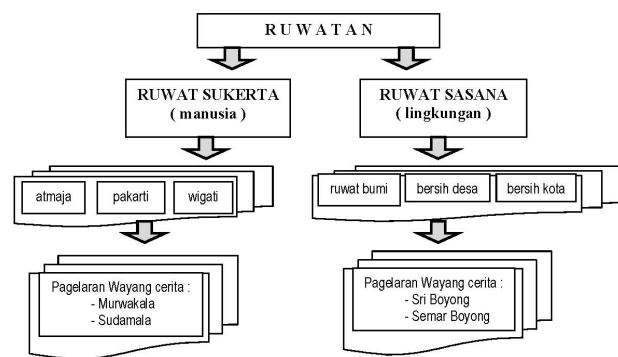 R U W A T A N
RUWAT SUKERTA
( manusia )
RUWAT SASANA
( lingkungan )
atmaja
pakarti
wigati
ruwat bumi
bersih desa
bersih kota
Pagelaran Wayang cerita :
- Murwakala
- Sudamala
Pagelaran Wayang cerita :
- Sri Boyong
- Semar Boyong